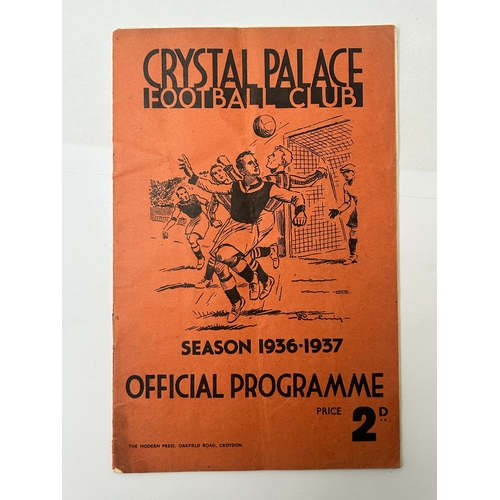 CRYSTAL PALACE
FOOTBALL CLUB
SEASON 1936-1937
OFFICIAL PROGRAMME
PRICE 2D
THE MODERN PRESS, OAKFIELD ROAD, CROYDON